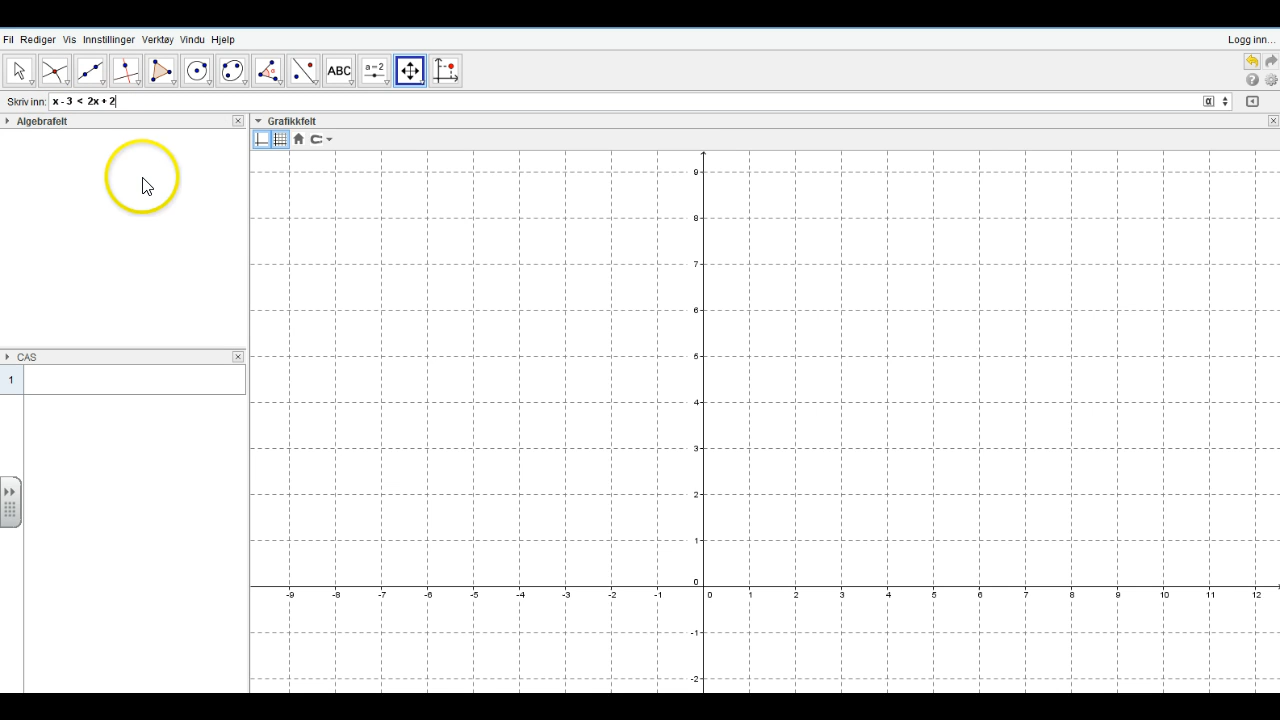 Fil Rediger Vis Innstillinger Verktøy Vindu Hjelp Logg inn...
ABC a=2
Skriv inn: x - 3 < 2x + 2 α
Algebrafelt Grafikkfelt
9
8
7
6
5
CAS
1
4
3
2
1
0
-9 -8 -7 -6 -5 -4 -3 -2 -1 0 1 2 3 4 5 6 7 8 9 10 11 12
-1
-2